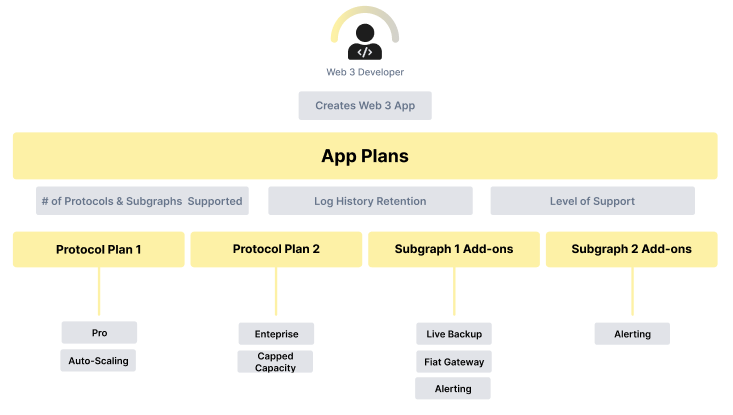 </>
Web 3 Developer
Creates Web 3 App
App Plans
# of Protocols & Subgraphs Supported
Log History Retention
Level of Support
Protocol Plan 1
Protocol Plan 2
Subgraph 1 Add-ons
Subgraph 2 Add-ons
Pro
Auto-Scaling
Enteprise
Capped
Capacity
Live Backup
Fiat Gateway
Alerting
Alerting